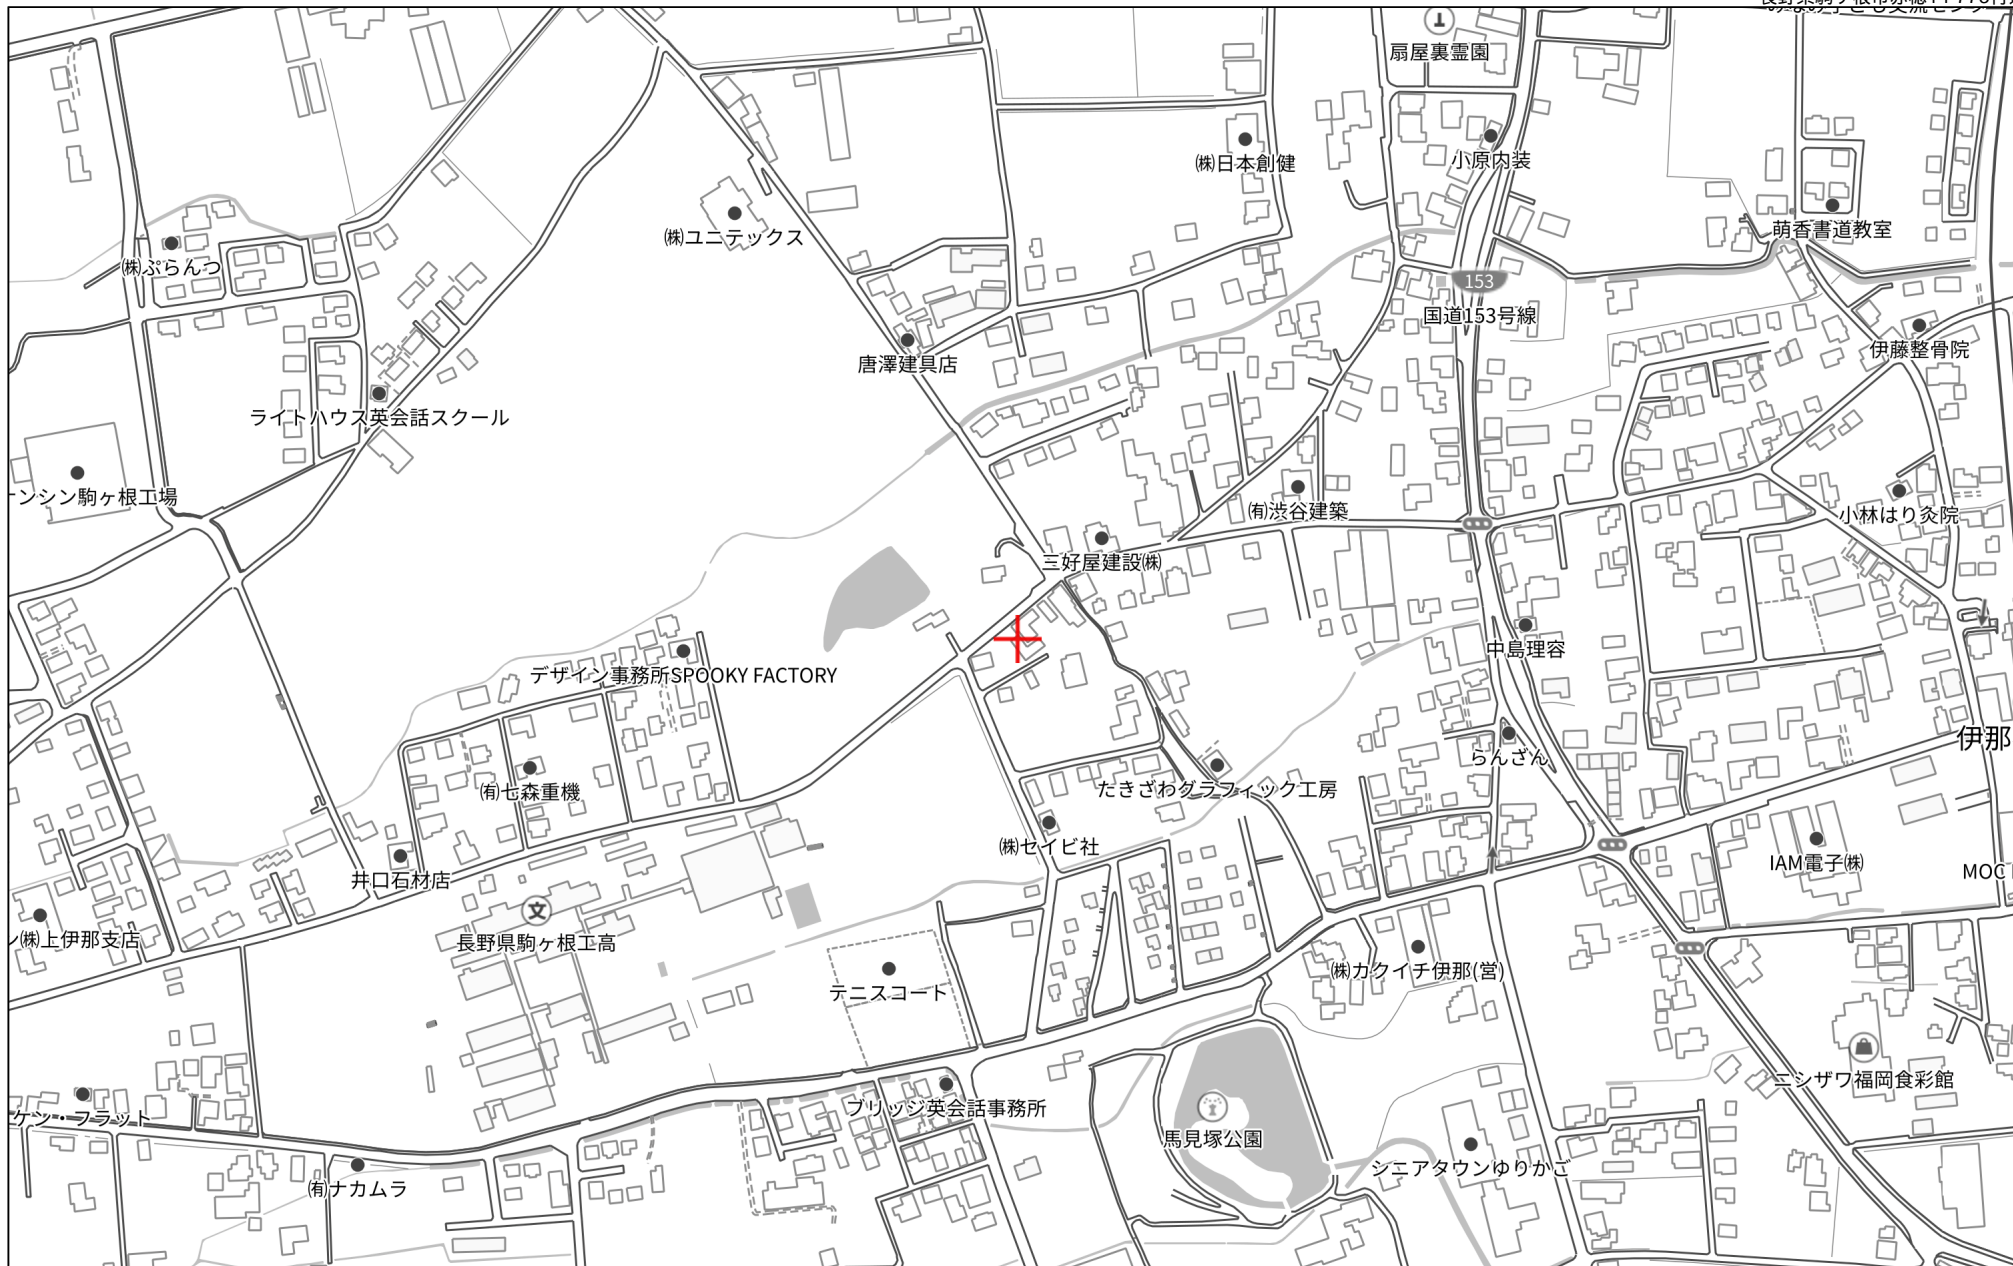 扇屋裏霊園
㈱日本創健
小原内装
㈱ユニテックス
萌香書道教室
㈱ぷらんつ
153
国道153号線
伊藤整骨院
唐澤建具店
ライトハウス英会話スクール
ンシン駒ヶ根工場
㈲渋谷建築
小林はり灸院
三好屋建設㈱
中島理容
デザイン事務所SPOOKY FACTORY
伊那
らんざん
㈲七森重機
たきざわグラフィック工房
㈱セイビ社
IAM電子㈱
MOC
井口石材店
文
長野県駒ヶ根工高
㈱上伊那支店
㈱カクイチ伊那(営)
テニスコート
ニシザワ福岡食彩館
ケン・フラット
ブリッジ英会話事務所
馬見塚公園
シニアタウンゆりかご
㈲ナカムラ